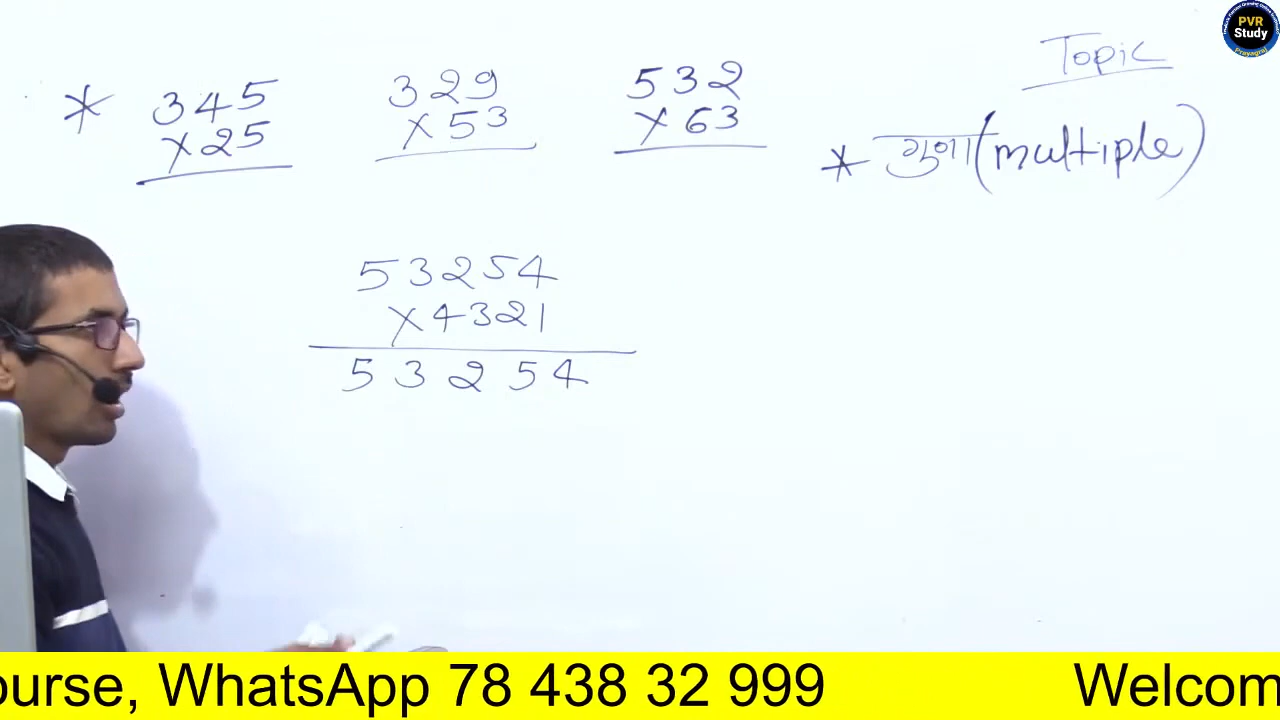 Topic
* गुणा (multiple)
* 345
×25
329
×53
532
×63
53254
×4321
53254
PVR
Study
Prayagraj
ourse, WhatsApp 78 438 32 999 Welcom